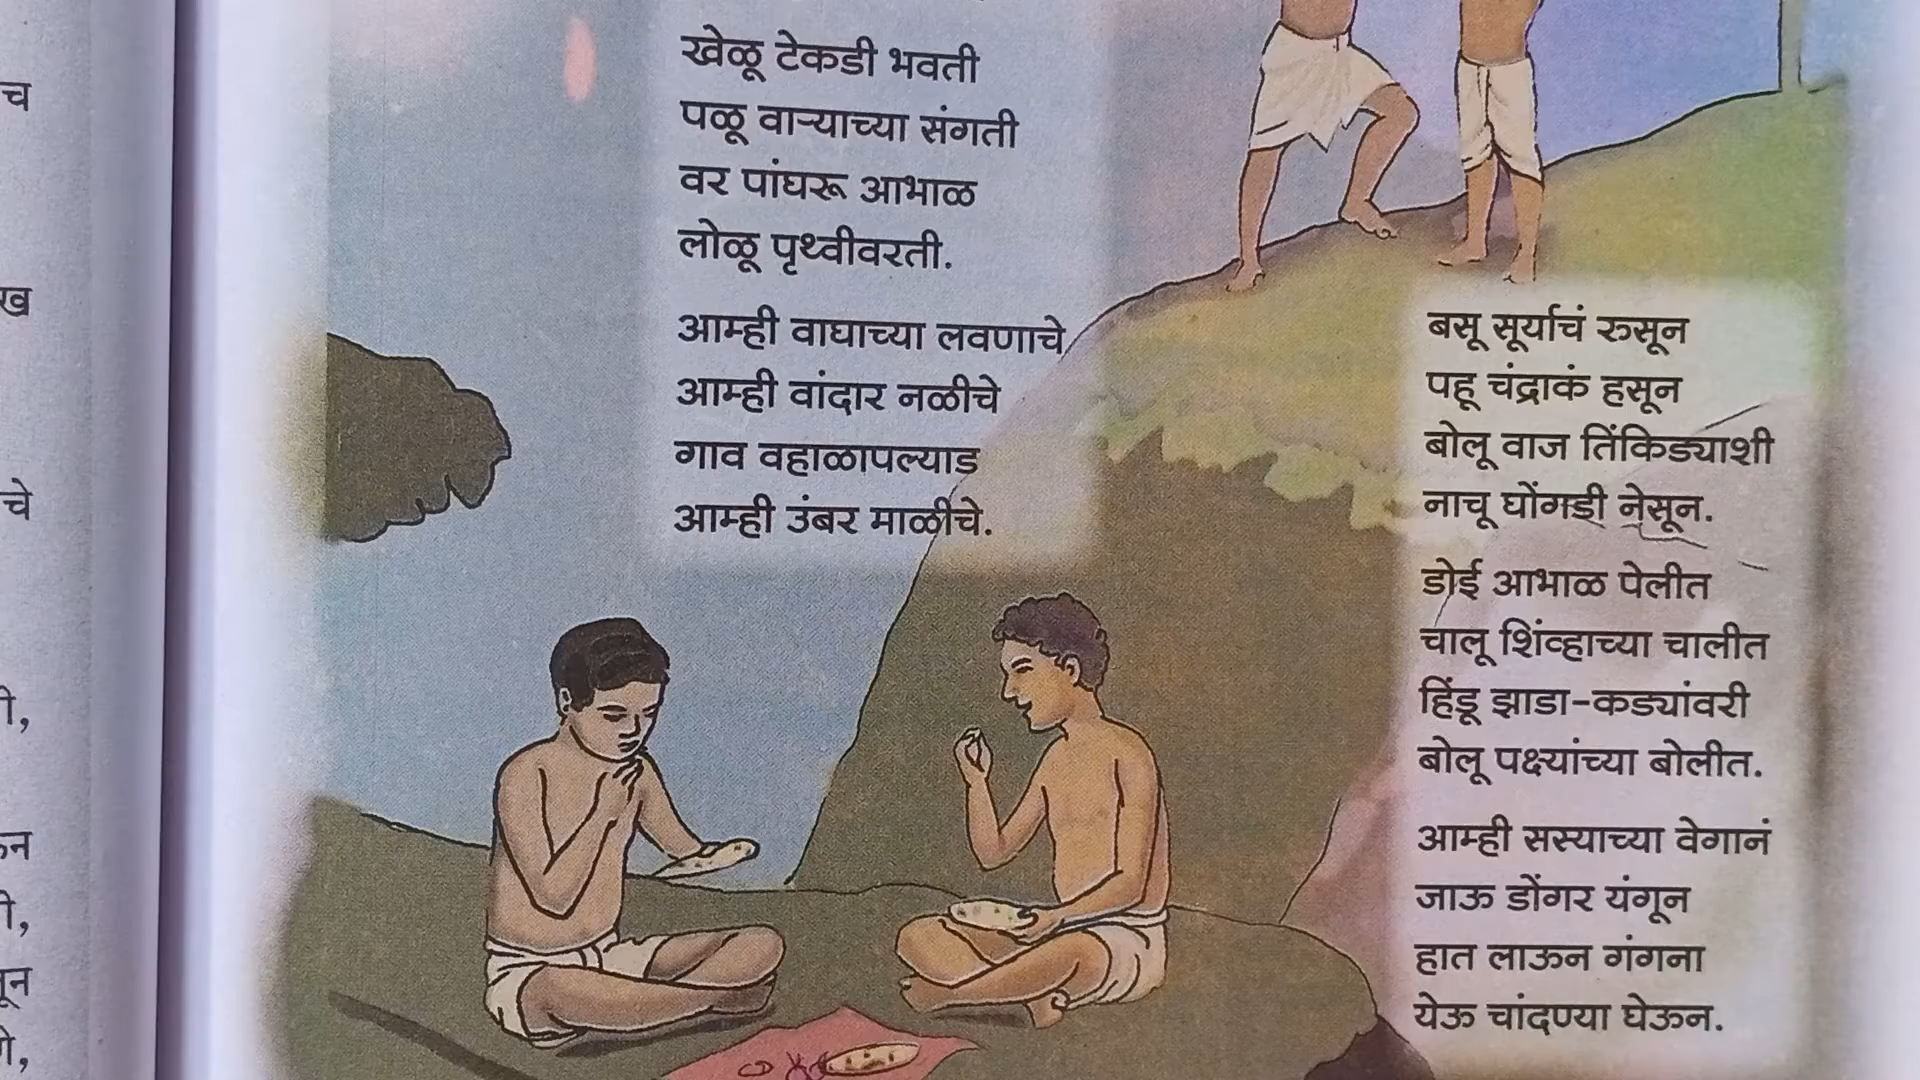 च
ख
चे
ी,
ी,
खेळू टेकडी भवती
पळू वाऱ्याच्या संगती
वर पांघरू आभाळ
लोळू पृथ्वीवरती.
आम्ही वाघाच्या लवणाचे
आम्ही वांदार नळीचे
गाव वहाळापल्याड
आम्ही उंबर माळीचे.
बसू सूर्याचं रुसून
पहू चंद्राकं हसून
बोलू वाज तिंकिड्याशी
नाचू घोंगडी नेसून.
डोई आभाळ पेलीत
चालू शिंव्हाच्या चालीत
हिंडू झाडा-कड्यांवरी
बोलू पक्ष्यांच्या बोलीत.
आम्ही सस्याच्या वेगानं
जाऊ डोंगर यंगून
हात लाऊन गंगना
येऊ चांदण्या घेऊन.